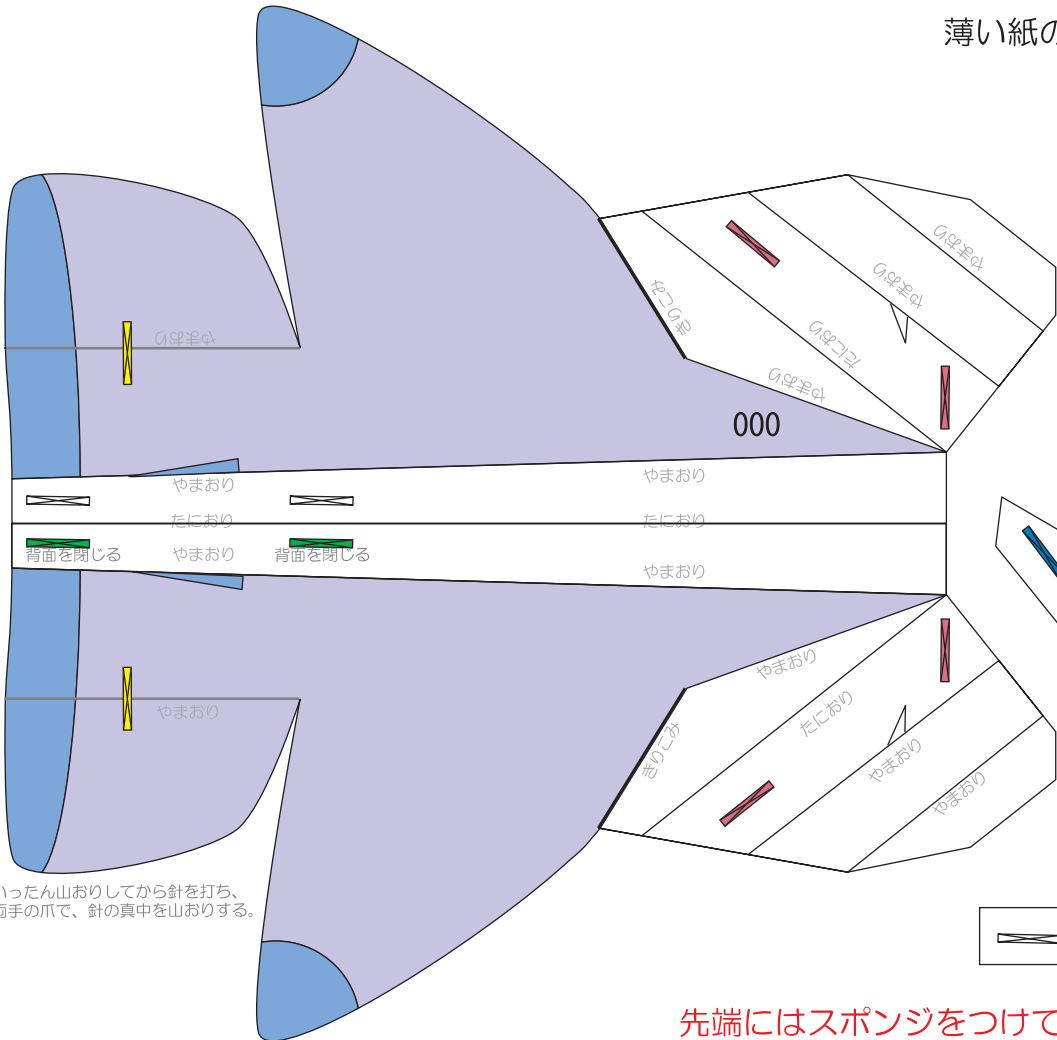 薄い紙の
やまおり
やまおり
きりこみ
たにおり
やまおり
やまおり
000
やまおり
やまおり
たにおり
たにおり
背面を閉じる
やまおり
背面を閉じる
やまおり
やまおり
やまおり
たにおり
きりこみ
やまおり
やまおり
いったん山おりしてから針を打ち、
両手の爪で、針の真中を山おりする。
先端にはスポンジをつけて